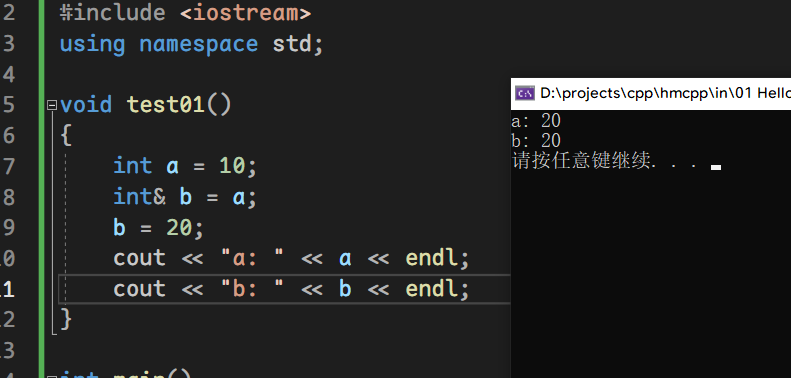 2 #include <iostream>
3 using namespace std;
4
5 void test01()
6 {
7 int a = 10;
8 int& b = a;
9 b = 20;
0 cout << "a: " << a << endl;
1 cout << "b: " << b << endl;
2 }
3
4 int main()
D:\projects\cpp\hmcpp\in\01 Hello
a: 20
b: 20
请按任意键继续. . .